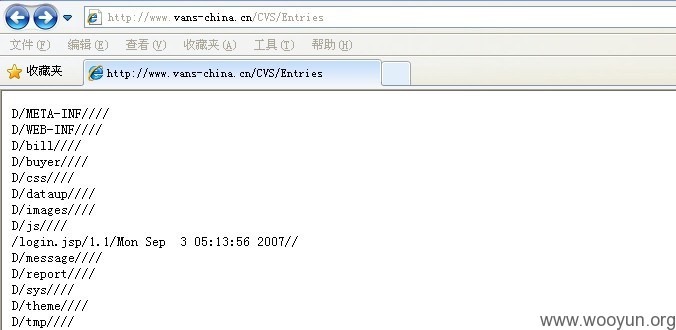 http://www.vans-china.cn/CVS/Entries
文件(F) 编辑(E) 查看(V) 收藏夹(A) 工具(T) 帮助(H)
收藏夹 http://www.vans-china.cn/CVS/Entries
D/META-INF////
D/WEB-INF////
D/bill////
D/buyer////
D/css////
D/dataup////
D/images////
D/js////
/login.jsp/1.1/Mon Sep  3 05:13:56 2007//
D/message////
D/report////
D/sys////
D/theme////
D/tmp////
www.wooyun.org